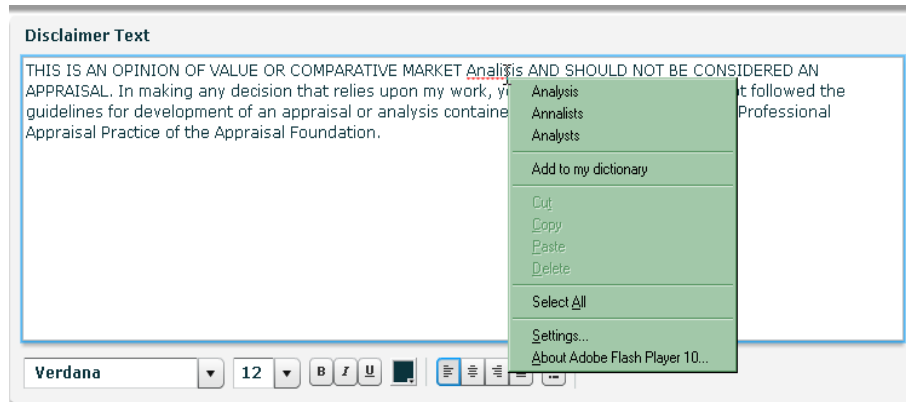 Disclaimer Text
THIS IS AN OPINION OF VALUE OR COMPARATIVE MARKET Analisis AND SHOULD NOT BE CONSIDERED AN
APPRAISAL. In making any decision that relies upon my work, y t followed the
guidelines for development of an appraisal or analysis containe Professional
Appraisal Practice of the Appraisal Foundation.
Analysis
Annalists
Analysts
Add to my dictionary
Cut
Copy
Paste
Delete
Select All
Settings...
About Adobe Flash Player 10...
Verdana 12 B I U